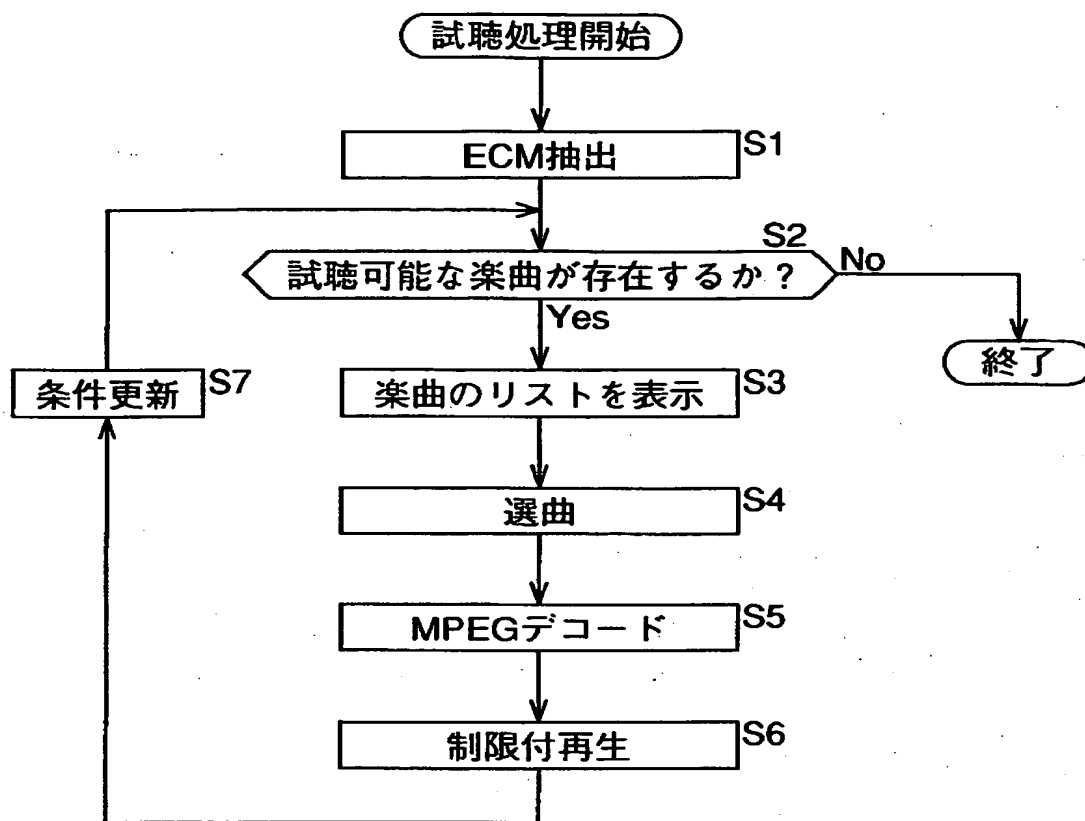 試聴処理開始
ECM抽出
S1
S2
試聴可能な楽曲が存在するか?
No
Yes
終了
条件更新
S7
楽曲のリストを表示
S3
選曲
S4
MPEGデコード
S5
制限付再生
S6